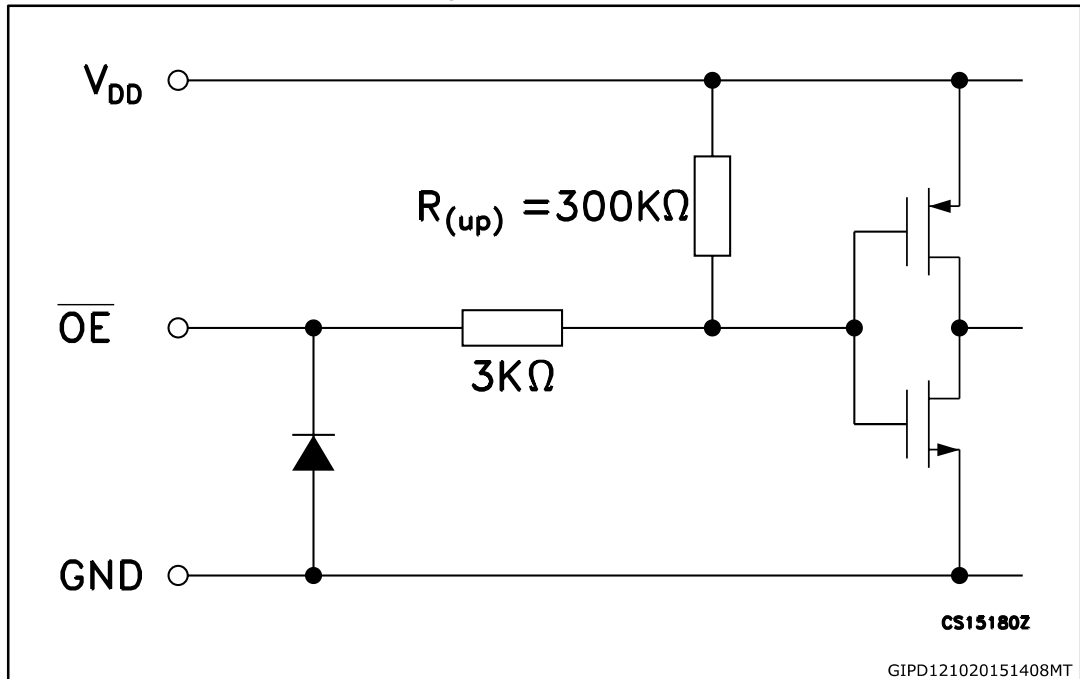 VDD
R(up) =300KΩ
OE
3KΩ
GND
CS15180Z
GIPD121020151408MT